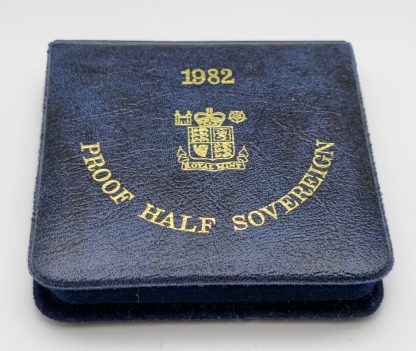 1982
ROYAL MINT
PROOF HALF SOVEREIGN